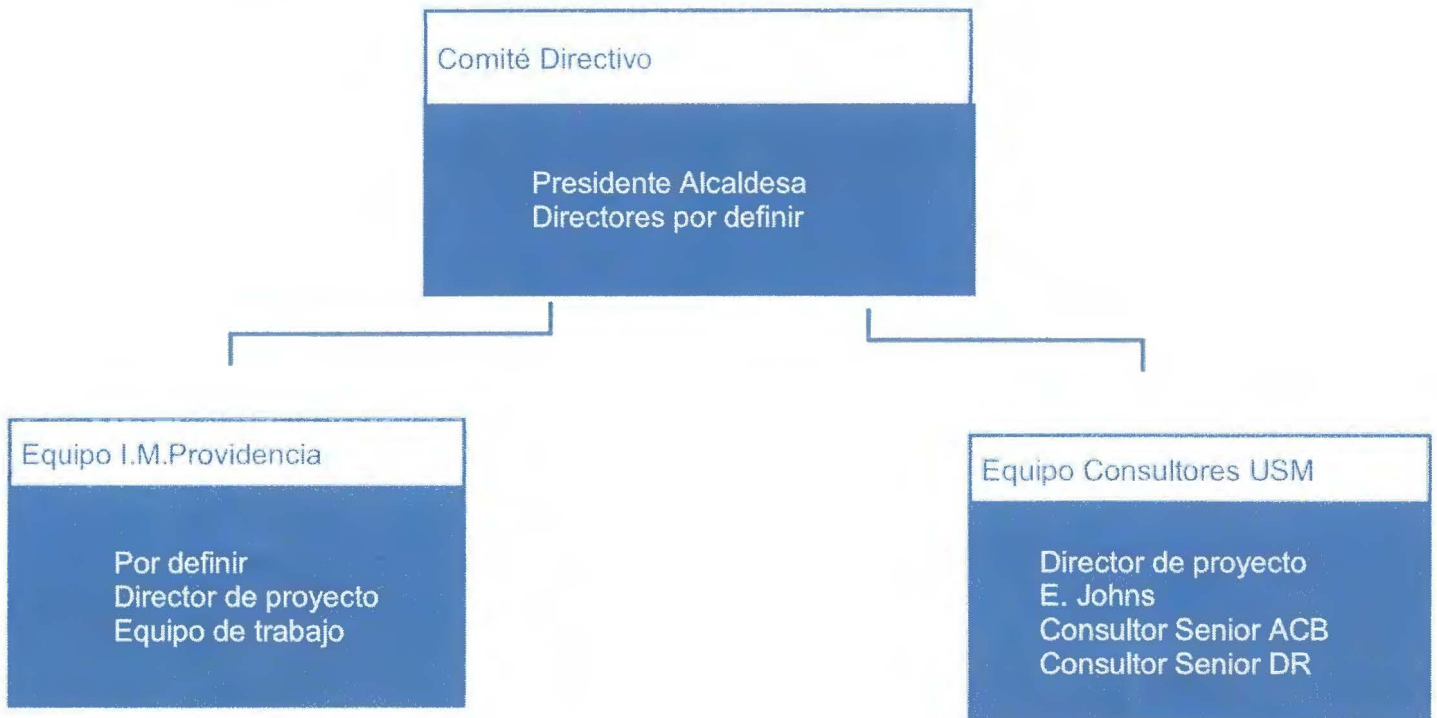 Comité Directivo
Presidente Alcaldesa
Directores por definir
Equipo I.M.Providencia
Por definir
Director de proyecto
Equipo de trabajo
Equipo Consultores USM
Director de proyecto
E. Johns
Consultor Senior ACB
Consultor Senior DR